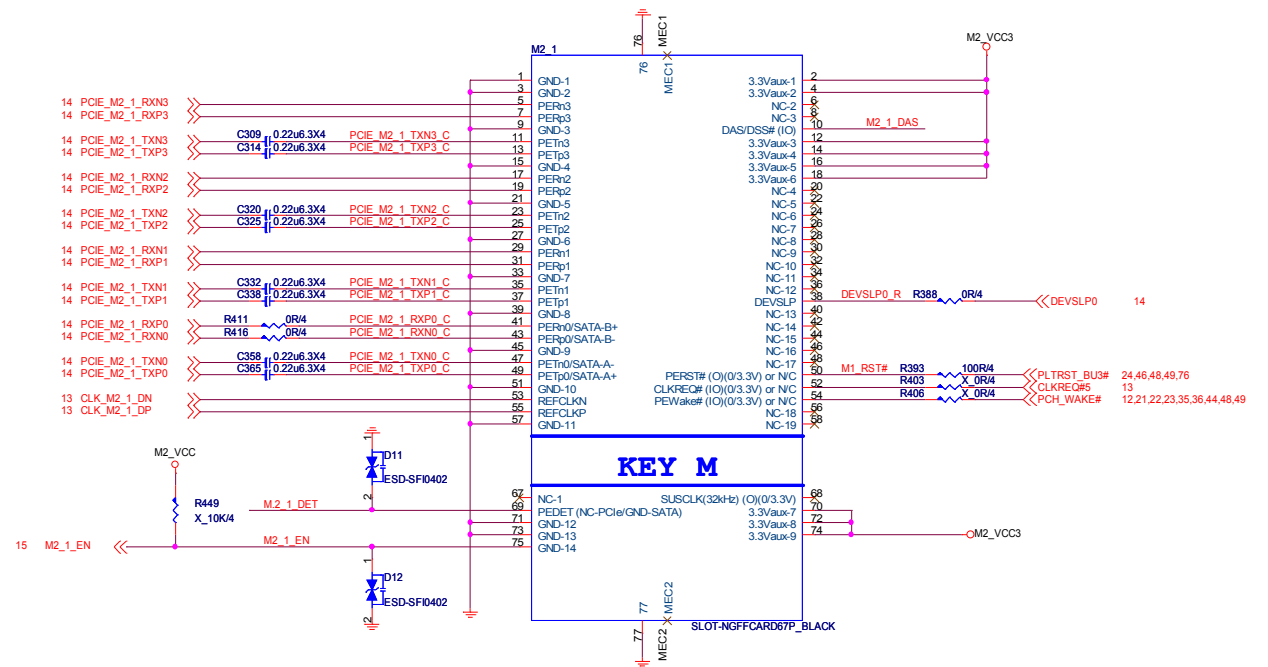 MEC1
76
M2_VCC3
M2_1
76
MEC1
1 GND-1 3.3Vaux-1 2
3 GND-2 3.3Vaux-2 4
14 PCIE_M2_1_RXN3 5 PERn3 NC-2 6
14 PCIE_M2_1_RXP3 7 PERp3 NC-3 8
9 GND-3 DAS/DSS# (IO) 10 M2_1_DAS
14 PCIE_M2_1_TXN3 C309 0.22u6.3X4 PCIE_M2_1_TXN3_C 11 PETn3 3.3Vaux-3 12
14 PCIE_M2_1_TXP3 C314 0.22u6.3X4 PCIE_M2_1_TXP3_C 13 PETp3 3.3Vaux-4 14
15 GND-4 3.3Vaux-5 16
14 PCIE_M2_1_RXN2 17 PERn2 3.3Vaux-6 18
14 PCIE_M2_1_RXP2 19 PERp2 NC-4 20
21 GND-5 NC-5 22
14 PCIE_M2_1_TXN2 C320 0.22u6.3X4 PCIE_M2_1_TXN2_C 23 PETn2 NC-6 24
14 PCIE_M2_1_TXP2 C325 0.22u6.3X4 PCIE_M2_1_TXP2_C 25 PETp2 NC-7 26
27 GND-6 NC-8 28
14 PCIE_M2_1_RXN1 29 PERn1 NC-9 30
14 PCIE_M2_1_RXP1 31 PERp1 NC-10 32
33 GND-7 NC-11 34
14 PCIE_M2_1_TXN1 C332 0.22u6.3X4 PCIE_M2_1_TXN1_C 35 PETn1 NC-12 36
14 PCIE_M2_1_TXP1 C338 0.22u6.3X4 PCIE_M2_1_TXP1_C 37 PETp1 DEVSLP 38 DEVSLP0_R R388 0R/4 DEVSLP0 14
39 GND-8 NC-13 40
14 PCIE_M2_1_RXP0 R411 0R/4 PCIE_M2_1_RXP0_C 41 PERn0/SATA-B+ NC-14 42
14 PCIE_M2_1_RXN0 R416 0R/4 PCIE_M2_1_RXN0_C 43 PERp0/SATA-B- NC-15 44
45 GND-9 NC-16 46
14 PCIE_M2_1_TXN0 C358 0.22u6.3X4 PCIE_M2_1_TXN0_C 47 PETn0/SATA-A- NC-17 48
14 PCIE_M2_1_TXP0 C365 0.22u6.3X4 PCIE_M2_1_TXP0_C 49 PETp0/SATA-A+ PERST# (O)(0/3.3V) or N/C 50 M1_RST# R393 100R/4 PLTRST_BU3# 24,46,48,49,76
51 GND-10 CLKREQ# (IO)(0/3.3V) or N/C 52 R403 X_0R/4 CLKREQ#5 13
13 CLK_M2_1_DN 53 REFCLKN PEWake# (IO)(0/3.3V) or N/C 54 R406 X_0R/4 PCH_WAKE# 12,21,22,23,35,36,44,48,49
13 CLK_M2_1_DP 55 REFCLKP NC-18 56
57 GND-11 NC-19 58
KEY M
M2_VCC
1
D11
ESD-SFI0402
2
67 NC-1 SUSCLK(32kHz) (O)(0/3.3V) 68
R449
X_10K/4
M.2_1_DET 69 PEDET (NC-PCIe/GND-SATA) 3.3Vaux-7 70
71 GND-12 3.3Vaux-8 72
73 GND-13 3.3Vaux-9 74 M2_VCC3
15 M2_1_EN M2_1_EN 75 GND-14
1
D12
ESD-SFI0402
2
77
MEC2
SLOT-NGFFCARD67P_BLACK
77
MEC2